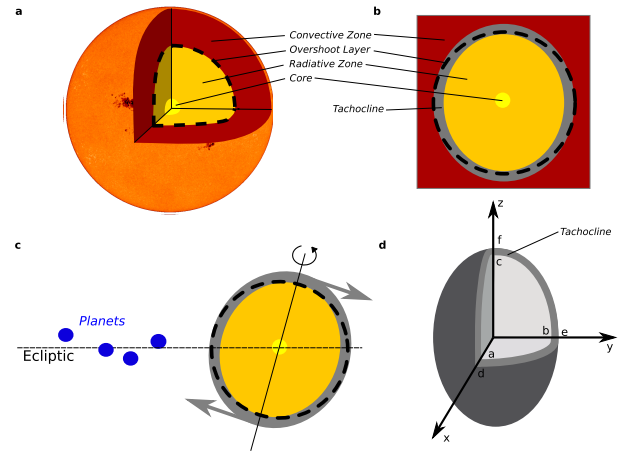 a
Convective Zone
Overshoot Layer
Radiative Zone
Core
Tachocline
b
c
Planets
Ecliptic
d
z
f
Tachocline
c
b
e
y
a
d
x